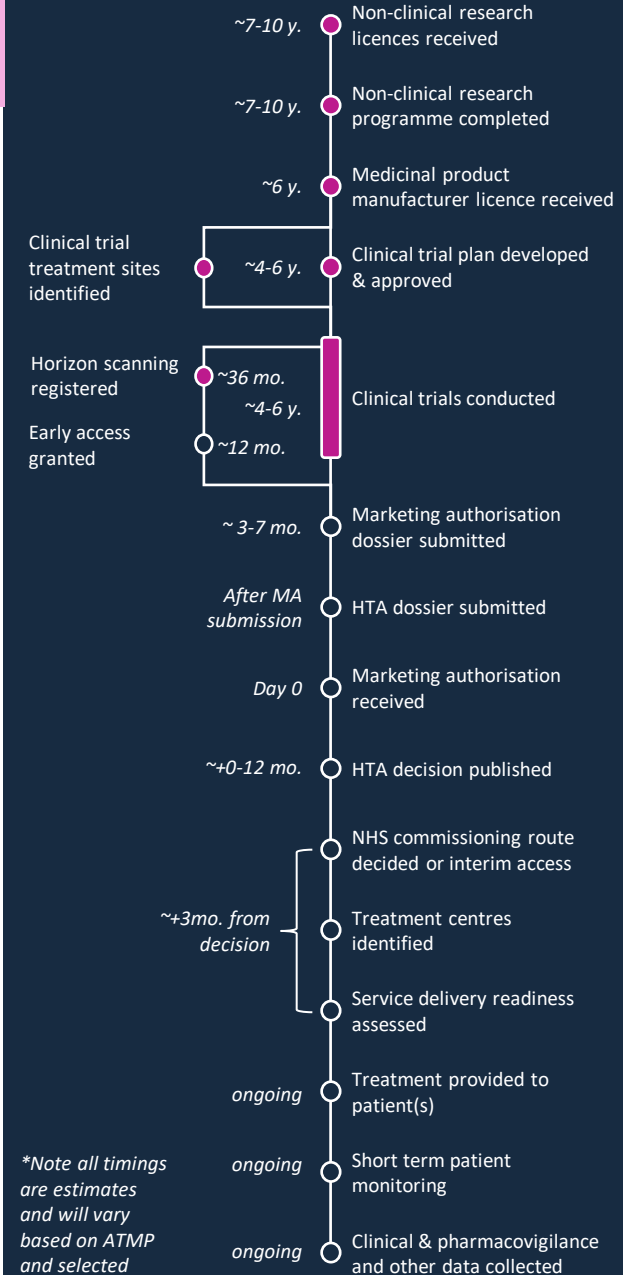 ~7-10 y.
Non-clinical research
licences received
~7-10 y.
Non-clinical research
programme completed
~6 y.
Medicinal product
manufacturer licence received
Clinical trial
treatment sites
identified
~4-6 y.
Clinical trial plan developed
& approved
Horizon scanning
registered
~36 mo.
~4-6 y.
Early access
granted
~12 mo.
Clinical trials conducted
~ 3-7 mo.
Marketing authorisation
dossier submitted
After MA
submission
HTA dossier submitted
Day 0
Marketing authorisation
received
~+0-12 mo.
HTA decision published
NHS commissioning route
decided or interim access
~+3mo. from
decision
Treatment centres
identified
Service delivery readiness
assessed
ongoing
Treatment provided to
patient(s)
ongoing
Short term patient
monitoring
ongoing
Clinical & pharmacovigilance
and other data collected
*Note all timings
are estimates
and will vary
based on ATMP
and selected